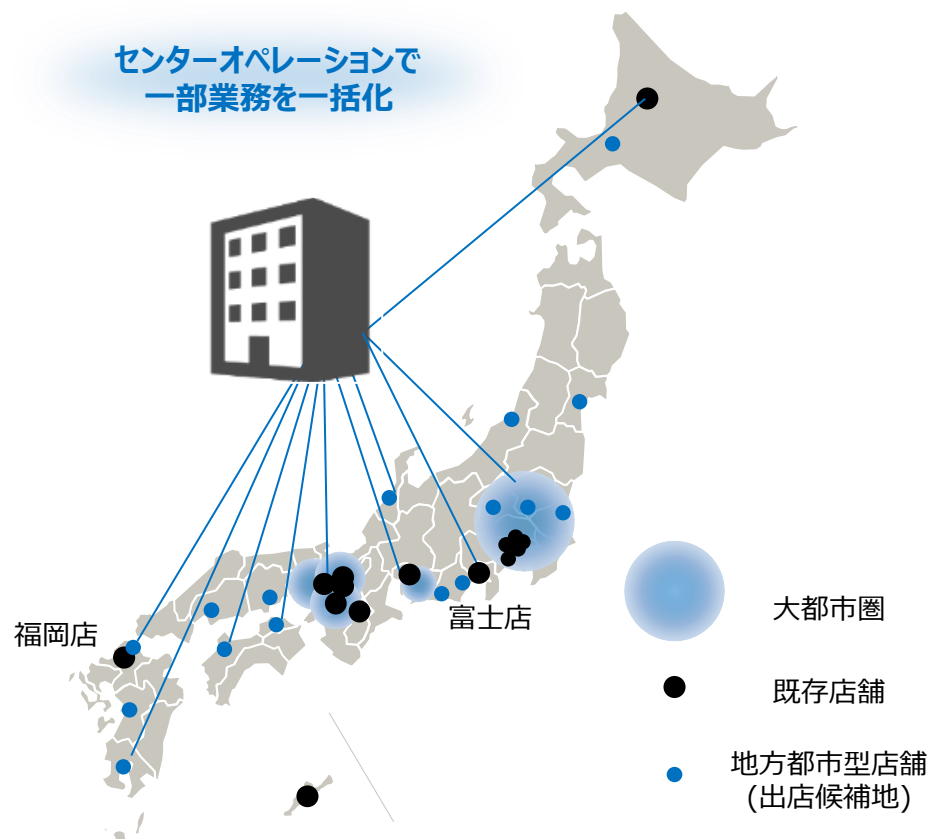 センターオペレーションで
一部業務を一括化
福岡店
富士店
大都市圏
既存店舗
地方都市型店舗
(出店候補地)